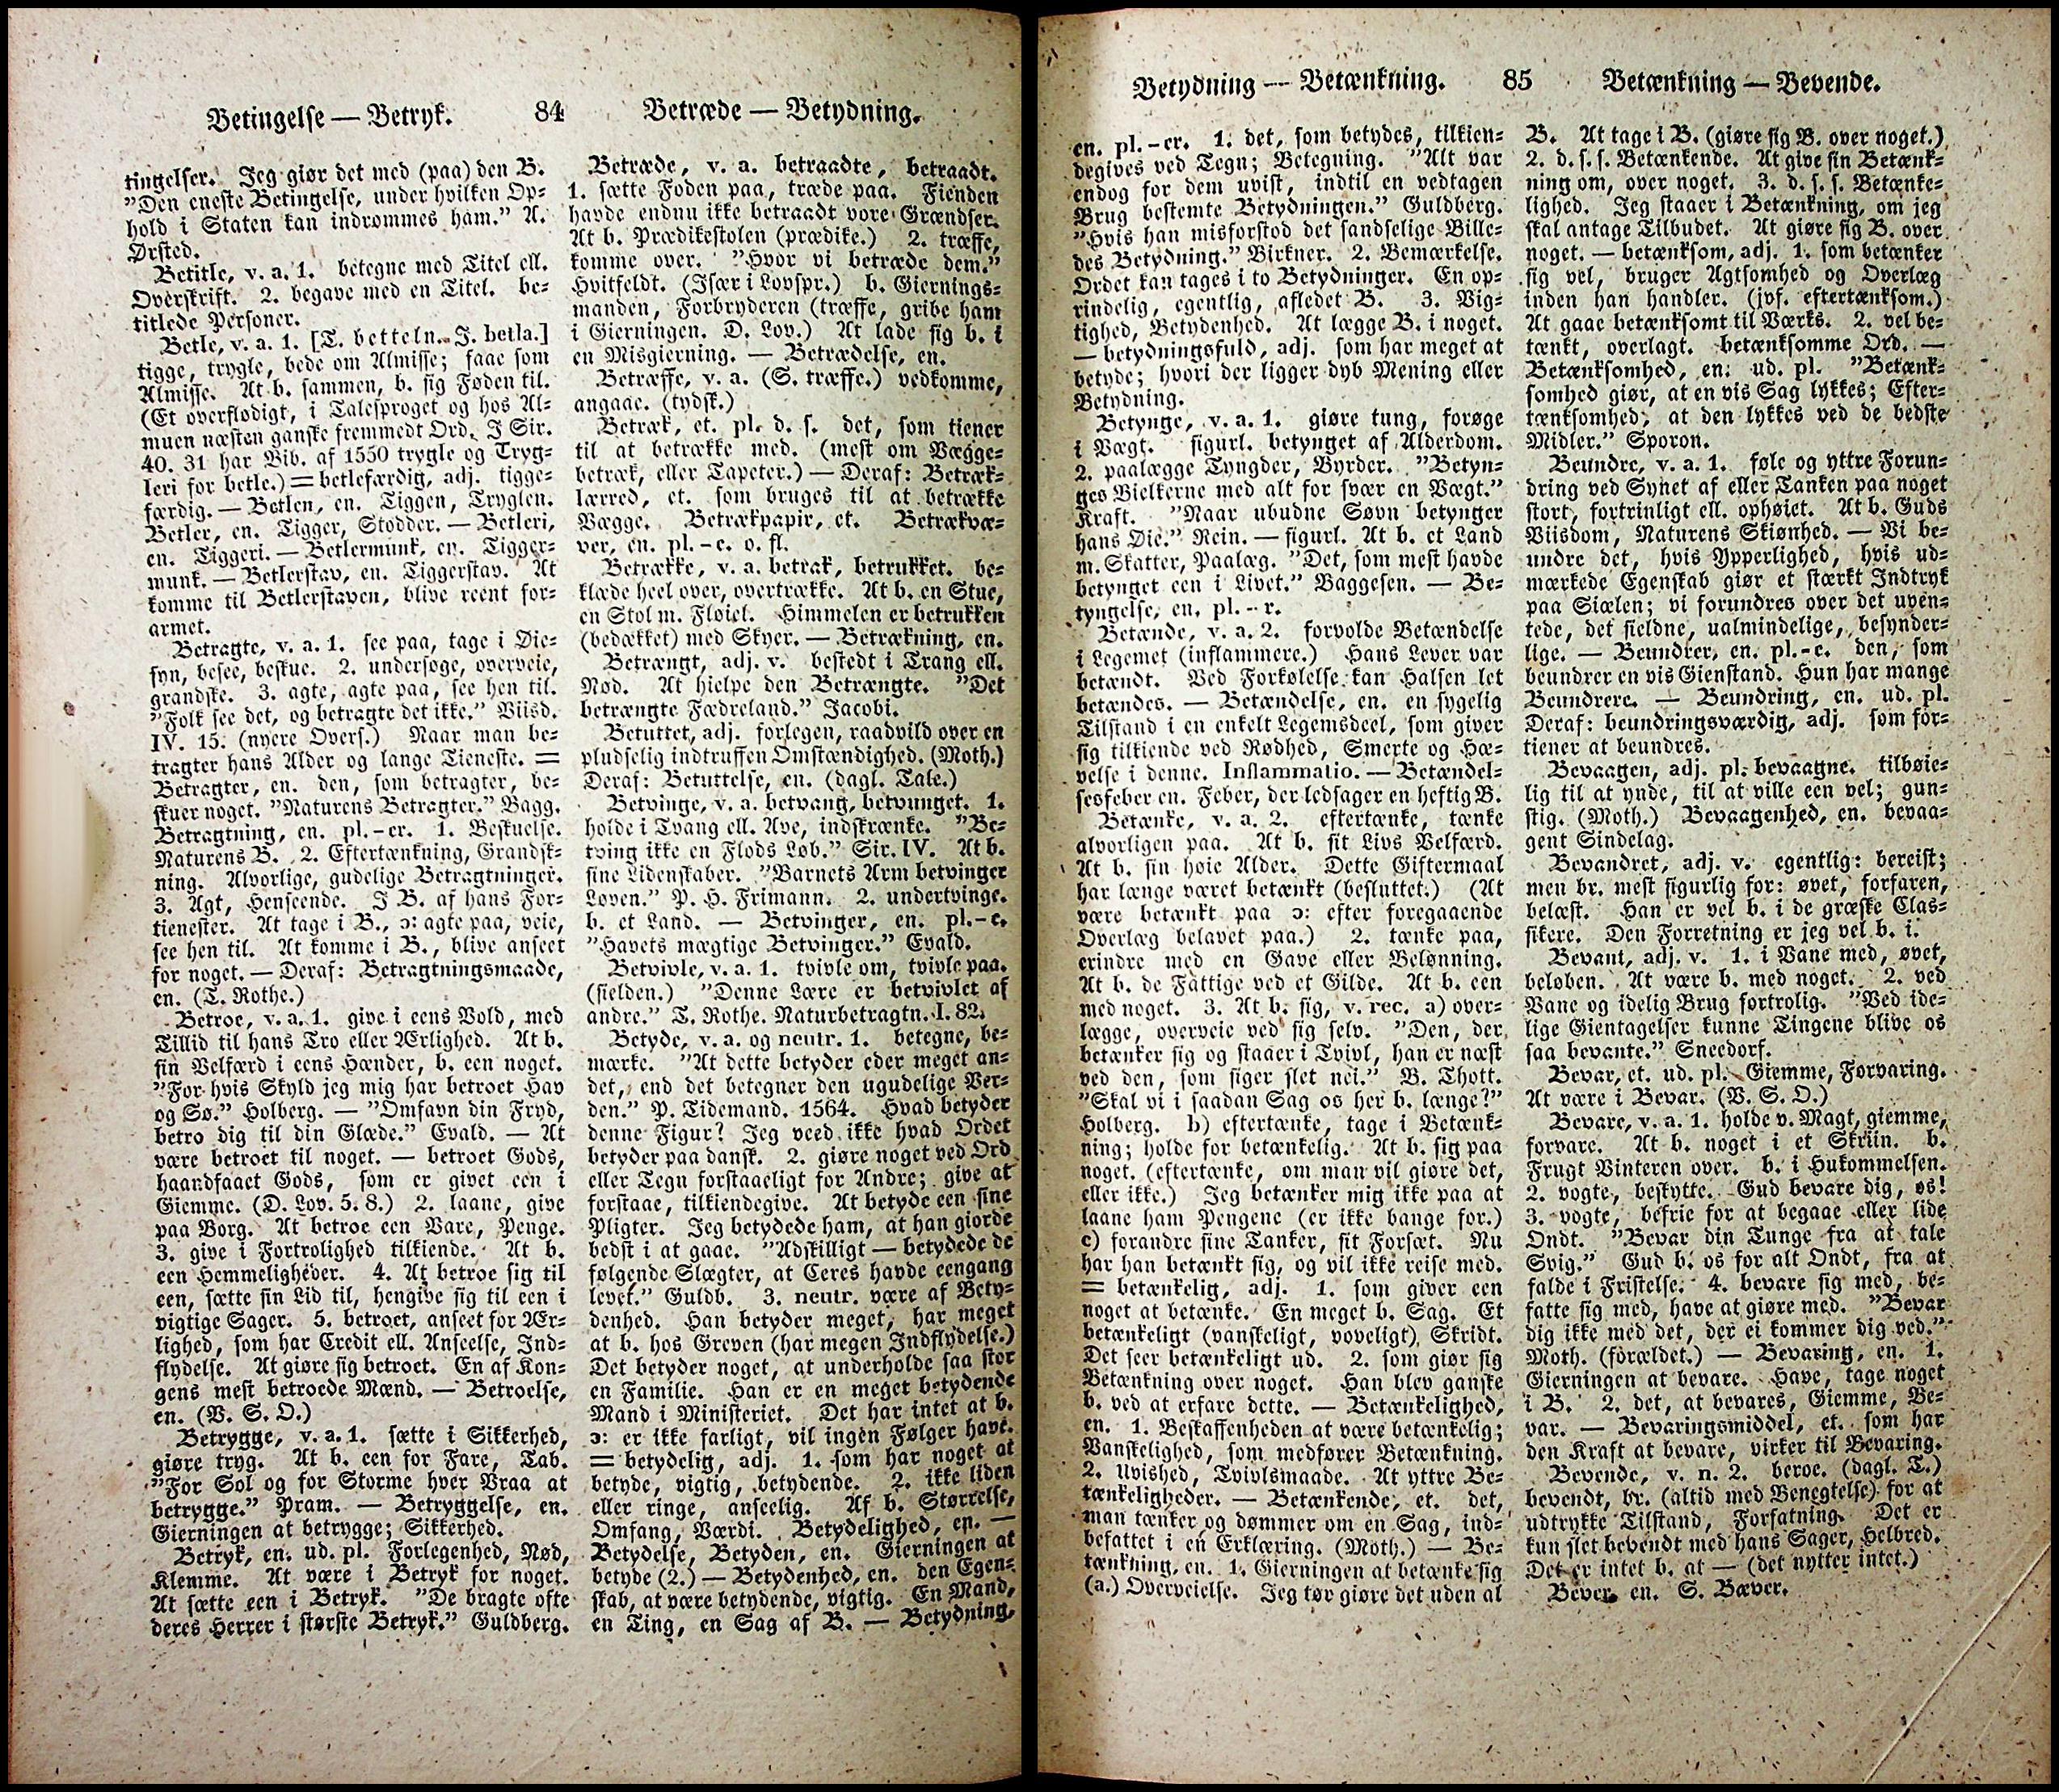 Betingelse — Betryk. 84 Betræde — Betydning.
tingelser. Jeg giør det med (paa) den B.
"Den eneste Betingelse, under hvilken Op-
hold i Staten kan indrømmes ham." A.
Ørsted.
Betitle, v. a. 1. betegne med Titel ell.
Overskrift. 2. begave med en Titel. be-
titlede Personer.
Betle, v. a. 1. [T. betteln. J. betla.]
tigge, trygle, bede om Almisse; faae som
Almisse. At b. sammen, b. sig Føden til.
(Et overflødigt, i Talesproget og hos Al-
muen næsten ganske fremmedt Ord. J Sir.
40. 31 har Bib. af 1550 trygle og Tryg-
leri for betle.) = betlefærdig, adj. tigge-
færdig. — Betlen, en. Tiggen, Tryglen.
Betler, en. Tigger, Stodder. — Betleri,
en. Tiggeri. — Betlermunk, en. Tigger-
munk. — Betlerstav, en. Tiggerstav. At
komme til Betlerstaven, blive reent for-
armet.
Betragte, v. a. 1. see paa, tage i Øie-
syn, besee, beskue. 2. undersøge, overveie,
grandske. 3. agte, agte paa, see hen til.
"Folk see det, og betragte det ikke." Viisd.
IV. 15. (nyere Overs.) Naar man be-
tragter hans Alder og lange Tieneste. =
Betragter, en. den, som betragter, be-
skuer noget. "Naturens Betragter." Bagg.
Betragtning, en. pl. -er. 1. Beskuelse.
Naturens B. 2. Eftertænkning, Grandsk-
ning. Alvorlige, gudelige Betragtninger.
3. Agt, Henseende. J B. af hans For-
tienester. At tage i B., ɔ: agte paa, veie,
see hen til. At komme i B., blive anseet
for noget. — Deraf: Betragtningsmaade,
en. (T. Rothe.)
Betroe, v. a. 1. give i eens Vold, med
Tillid til hans Tro eller Ærlighed. At b.
sin Velfærd i eens Hænder, b. een noget.
"For hvis Skyld jeg mig har betroet Hav
og Sø." Holberg. — "Omfavn din Fryd,
betro dig til din Glæde." Evald. — At
være betroet til noget. — betroet Gods,
haandfaaet Gods, som er givet een i
Giemme. (D. Lov. 5. 8.) 2. laane, give
paa Borg. At betroe een Vare, Penge.
3. give i Fortrolighed tilkiende. At b.
een Hemmeligheder. 4. At betroe sig til
een, sætte sin Lid til, hengive sig til een i
vigtige Sager. 5. betroet, anseet for Ær-
lighed, som har Credit ell. Anseelse, Ind-
flydelse. At giøre sig betroet. En af Kon-
gens mest betroede Mænd. — Betroelse,
en. (V. S. O.)
Betrygge, v. a. 1. sætte i Sikkerhed,
giøre tryg. At b. een for Fare, Tab.
"For Sol og for Storme hver Vraa at
betrygge." Pram. — Betryggelse, en.
Gierningen at betrygge; Sikkerhed.
Betryk, en. ud. pl. Forlegenhed, Nød,
Klemme. At være i Betryk for noget.
At sætte een i Betryk. "De bragte ofte
deres Herrer i største Betryk." Guldberg.
Betræde, v. a. betraadte, betraadt.
1. sætte Foden paa, træde paa. Fienden
havde endnu ikke betraadt vore Grændser.
At b. Prædikestolen (prædike.) 2. træffe,
komme over. "Hvor vi betræde dem."
Hvitfeldt. (Især i Lovspr.) b. Giernings-
manden, Forbryderen (træffe, gribe ham
i Gierningen. D. Lov.) At lade sig b. i
en Misgierning. — Betrædelse, en.
Betræffe, v. a. (S. træffe.) vedkomme,
angaae. (tydsk.)
Betræk, et. pl. d. s. det, som tiener
til at betrække med. (mest om Vægge-
betræk, eller Tapeter.) — Deraf: Betræk-
lærred, et. som bruges til at betrække
Vægge. Betrækpapir, et. Betrækvæ-
ver, en. pl. -e. o. fl.
Betrække, v. a. betrak, betrukket. be-
klæde heel over, overtrække. At b. en Stue,
en Stol m. Fløiel. Himmelen er betrukken
(bedækket) med Skyer. — Betrækning, en.
Betrængt, adj. v. bestedt i Trang ell.
Nød. At hielpe den Betrængte. "Det
betrængte Fædreland." Jacobi.
Betuttet, adj. forlegen, raadvild over en
pludselig indtruffen Omstændighed. (Moth.)
Deraf: Betuttelse, en. (dagl. Tale.)
Betvinge, v. a. betvang, betvunget. 1.
holde i Tvang ell. Ave, indskrænke. "Be-
tving ikke en Flods Løb." Sir. IV. At b.
sine Lidenskaber. "Barnets Arm betvinger
Løven." P. H. Frimann. 2. undertvinge.
b. et Land. — Betvinger, en. pl. -e.
"Havets mægtige Betvinger." Evald.
Betvivle, v. a. 1. tvivle om, tvivle paa.
(sielden.) "Denne Lære er betvivlet af
andre." T. Rothe. Naturbetragtn. I. 82.
Betyde, v. a. og neutr. 1. betegne, be-
mærke. "At dette betyder eder meget an-
det, end det betegner den ugudelige Ver-
den." P. Tidemand. 1564. Hvad betyder
denne Figur? Jeg veed ikke hvad Ordet
betyder paa dansk. 2. giøre noget ved Ord
eller Tegn forstaaeligt for Andre; give at
forstaae, tilkiendegive. At betyde een sine
Pligter. Jeg betydede ham, at han giorde
bedst i at gaae. "Adskilligt — betydede de
følgende Slægter, at Ceres havde eengang
levet." Guldb. 3. neutr. være af Bety-
denhed. Han betyder meget, har meget
at b. hos Greven (har megen Indflydelse.)
Det betyder noget, at underholde saa stor
en Familie. Han er en meget betydende
Mand i Ministeriet. Det har intet at b.
ɔ: er ikke farligt, vil ingen Følger have.
= betydelig, adj. 1. som har noget at
betyde, vigtig, betydende. 2. ikke liden
eller ringe, anseelig. Af b. Størrelse,
Omfang, Værdi. Betydelighed, en. —
Betydelse, Betyden, en. Gierningen at
betyde (2.) — Betydenhed, en. den Egen-
skab, at være betydende, vigtig. En Mand,
en Ting, en Sag af B. — Betydning,
Betydning — Betænkning. 85 Betænkning — Bevende.
en. pl. -er. 1. det, som betydes, tilkien-
degives ved Tegn; Betegning. "Alt var
endog for dem uvist, indtil en vedtagen
Brug bestemte Betydningen." Guldberg.
"Hvis han misforstod det sandselige Bille-
des Betydning." Birkner. 2. Bemærkelse.
Ordet kan tages i to Betydninger. En op-
rindelig, egentlig, afledet B. 3. Vig-
tighed, Betydenhed. At lægge B. i noget.
— betydningsfuld, adj. som har meget at
betyde; hvori der ligger dyb Mening eller
Betydning.
Betynge, v. a. 1. giøre tung, forøge
i Vægt. figurl. betynget af Alderdom.
2. paalægge Tyngder, Byrder. "Betyn-
ges Bielkerne med alt for svær en Vægt."
Kraft. "Naar ubudne Søvn betynger
hans Øie." Rein. — figurl. At b. et Land
m. Skatter, Paalæg. "Det, som mest havde
betynget een i Livet." Baggesen. — Be-
tyngelse, en. pl. -r.
Betænde, v. a. 2. forvolde Betændelse
i Legemet (inflammere.) Hans Lever var
betændt. Ved Forkølelse kan Halsen let
betændes. — Betændelse, en. en sygelig
Tilstand i en enkelt Legemsdeel, som giver
sig tilkiende ved Rødhed, Smerte og Hæ-
velse i denne. Inflammatio. — Betændel-
sesfeber en. Feber, der ledsager en heftig B.
Betænke, v. a. 2. eftertænke, tænke
alvorligen paa. At b. sit Livs Velfærd.
At b. sin høie Alder. Dette Giftermaal
har længe været betænkt (besluttet.) (At
være betænkt paa ɔ: efter foregaaende
Overlæg belavet paa.) 2. tænke paa,
erindre med en Gave eller Belønning.
At b. de Fattige ved et Gilde. At b. een
med noget. 3. At b. sig, v. rec. a) over-
lægge, overveie ved sig selv. "Den, der
betænker sig og staaer i Tvivl, han er næst
ved den, som siger slet nei." B. Thott.
"Skal vi i saadan Sag os her b. længe?"
Holberg. b) eftertænke, tage i Betænk-
ning; holde for betænkelig. At b. sig paa
noget. (eftertænke, om man vil giøre det,
eller ikke.) Jeg betænker mig ikke paa at
laane ham Pengene (er ikke bange for.)
c) forandre sine Tanker, sit Forsæt. Nu
har han betænkt sig, og vil ikke reise med.
= betænkelig, adj. 1. som giver een
noget at betænke. En meget b. Sag. Et
betænkeligt (vanskeligt, voveligt) Skridt.
Det seer betænkeligt ud. 2. som giør sig
Betænkning over noget. Han blev ganske
b. ved at erfare dette. — Betænkelighed,
en. 1. Beskaffenheden at være betænkelig;
Vanskelighed, som medfører Betænkning.
2. Uvished, Tvivlsmaade. At yttre Be-
tænkeligheder. — Betænkende, et. det,
man tænker og dømmer om en Sag, ind-
befattet i en Erklæring. (Moth.) — Be-
tænkning, en. 1. Gierningen at betænke sig
(a.) Overveielse. Jeg tør giøre det uden al
B. At tage i B. (giøre sig B. over noget.)
2. d. s. s. Betænkende. At give sin Betænk-
ning om, over noget. 3. d. s. s. Betænke-
lighed. Jeg staaer i Betænkning, om jeg
skal antage Tilbudet. At giøre sig B. over
noget. — betænksom, adj. 1. som betænker
sig vel, bruger Agtsomhed og Overlæg
inden han handler. (jvf. eftertænksom.)
At gaae betænksomt til Værks. 2. vel be-
tænkt, overlagt. betænksomme Ord. —
Betænksomhed, en. ud. pl. "Betænk-
somhed giør, at en vis Sag lykkes; Efter-
tænksomhed, at den lykkes ved de bedste
Midler." Sporon.
Beundre, v. a. 1. føle og yttre Forun-
dring ved Synet af eller Tanken paa noget
stort, fortrinligt ell. ophøiet. At b. Guds
Viisdom, Naturens Skiønhed. — Vi be-
undre det, hvis Ypperlighed, hvis ud-
mærkede Egenskab giør et stærkt Indtryk
paa Siælen; vi forundres over det uven-
tede, det sieldne, ualmindelige, besynder-
lige. — Beundrer, en. pl. -e. den, som
beundrer en vis Gienstand. Hun har mange
Beundrere. — Beundring, en. ud. pl.
Deraf: beundringsværdig, adj. som for-
tiener at beundres.
Bevaagen, adj. pl. bevaagne. tilbøie-
lig til at ynde, til at ville een vel; gun-
stig. (Moth.) Bevaagenhed, en. bevaa-
gent Sindelag.
Bevandret, adj. v. egentlig: bereist;
men br. mest figurlig for: øvet, forfaren,
belæst. Han er vel b. i de græske Clas-
sikere. Den Forretning er jeg vel b. i.
Bevant, adj. v. 1. i Vane med, øvet,
beløben. At være b. med noget. 2. ved
Vane og idelig Brug fortrolig. "Ved ide-
lige Gientagelser kunne Tingene blive os
saa bevante." Sneedorf.
Bevar, et. ud. pl. Giemme, Forvaring.
At være i Bevar. (V. S. O.)
Bevare, v. a. 1. holde v. Magt, giemme,
forvare. At b. noget i et Skriin. b.
Frugt Vinteren over. b. i Hukommelsen.
2. vogte, beskytte. Gud bevare dig, os!
3. vogte, befrie for at begaae eller lide
Ondt. "Bevar din Tunge fra at tale
Svig." Gud b. os for alt Ondt, fra at
falde i Fristelse. 4. bevare sig med, be-
fatte sig med, have at giøre med. "Bevar
dig ikke med det, der ei kommer dig ved."
Moth. (forældet.) — Bevaring, en. 1.
Gierningen at bevare. Have, tage noget
i B. 2. det, at bevares, Giemme, Be-
var. — Bevaringsmiddel, et. som har
den Kraft at bevare, virker til Bevaring.
Bevende, v. n. 2. beroe. (dagl. T.)
bevendt, br. (altid med Benegtelse) for at
udtrykke Tilstand, Forfatning. Det er
kun slet bevendt med hans Sager, Helbred.
Det er intet b. at — (det nytter intet.)
Bever, en. S. Bæver.